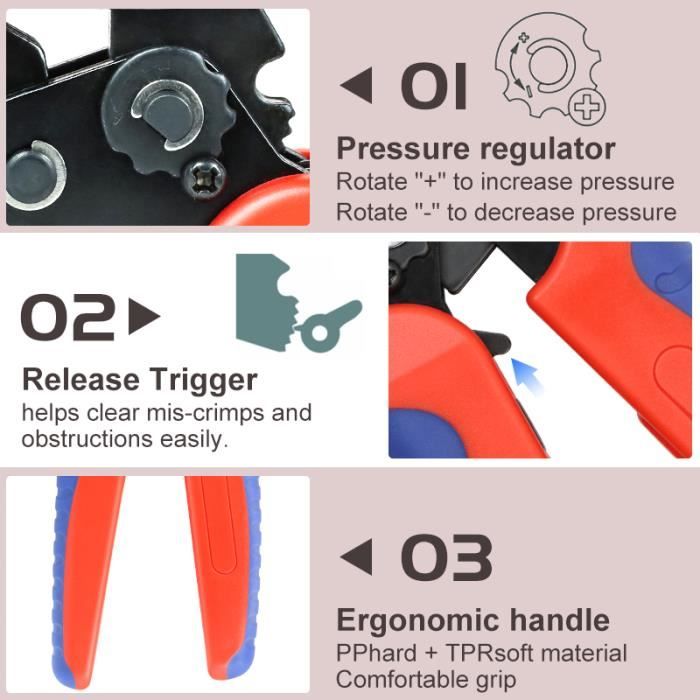 01
Pressure regulator
Rotate "+" to increase pressure
Rotate "-" to decrease pressure
02
Release Trigger
helps clear mis-crimps and
obstructions easily.
03
Ergonomic handle
PPhard + TPRsoft material
Comfortable grip